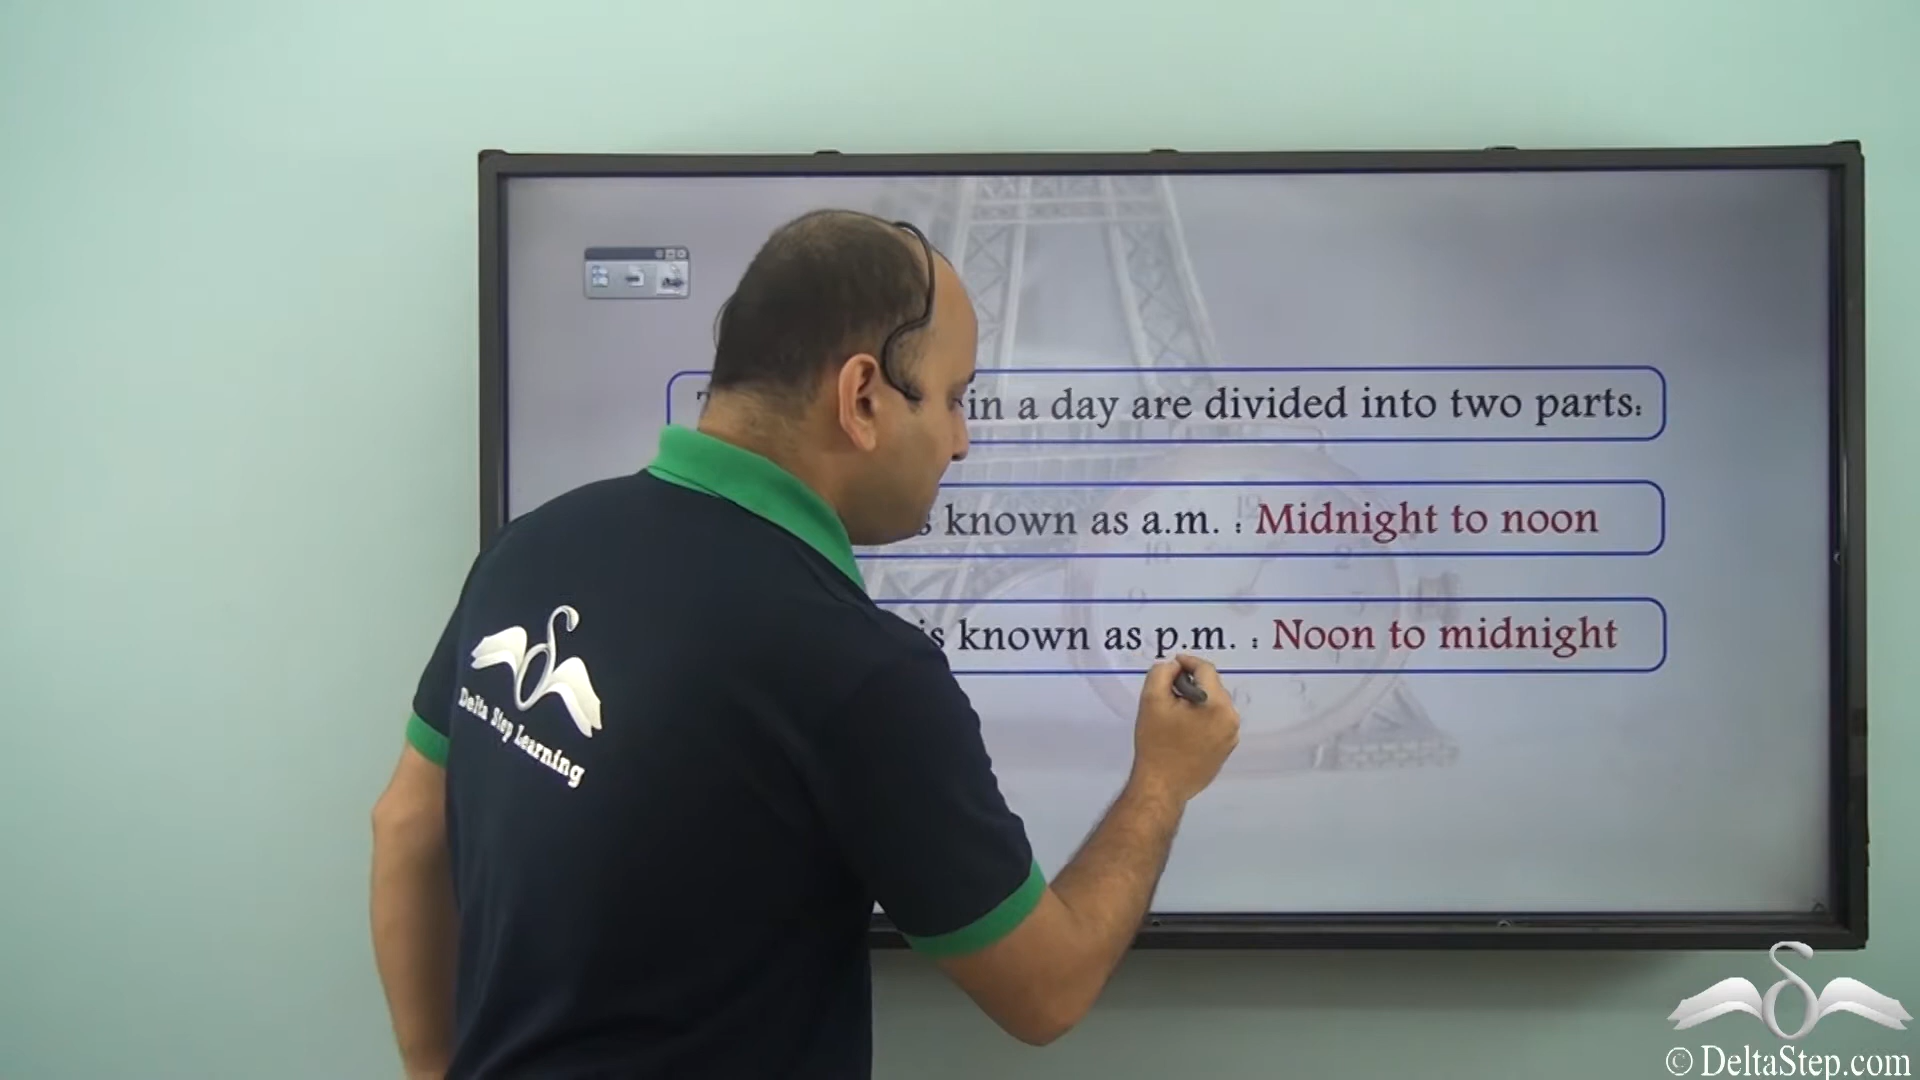 in a day are divided into two parts:
known as a.m. : Midnight to noon
is known as p.m. : Noon to midnight
Delta Step Learning
© DeltaStep.com